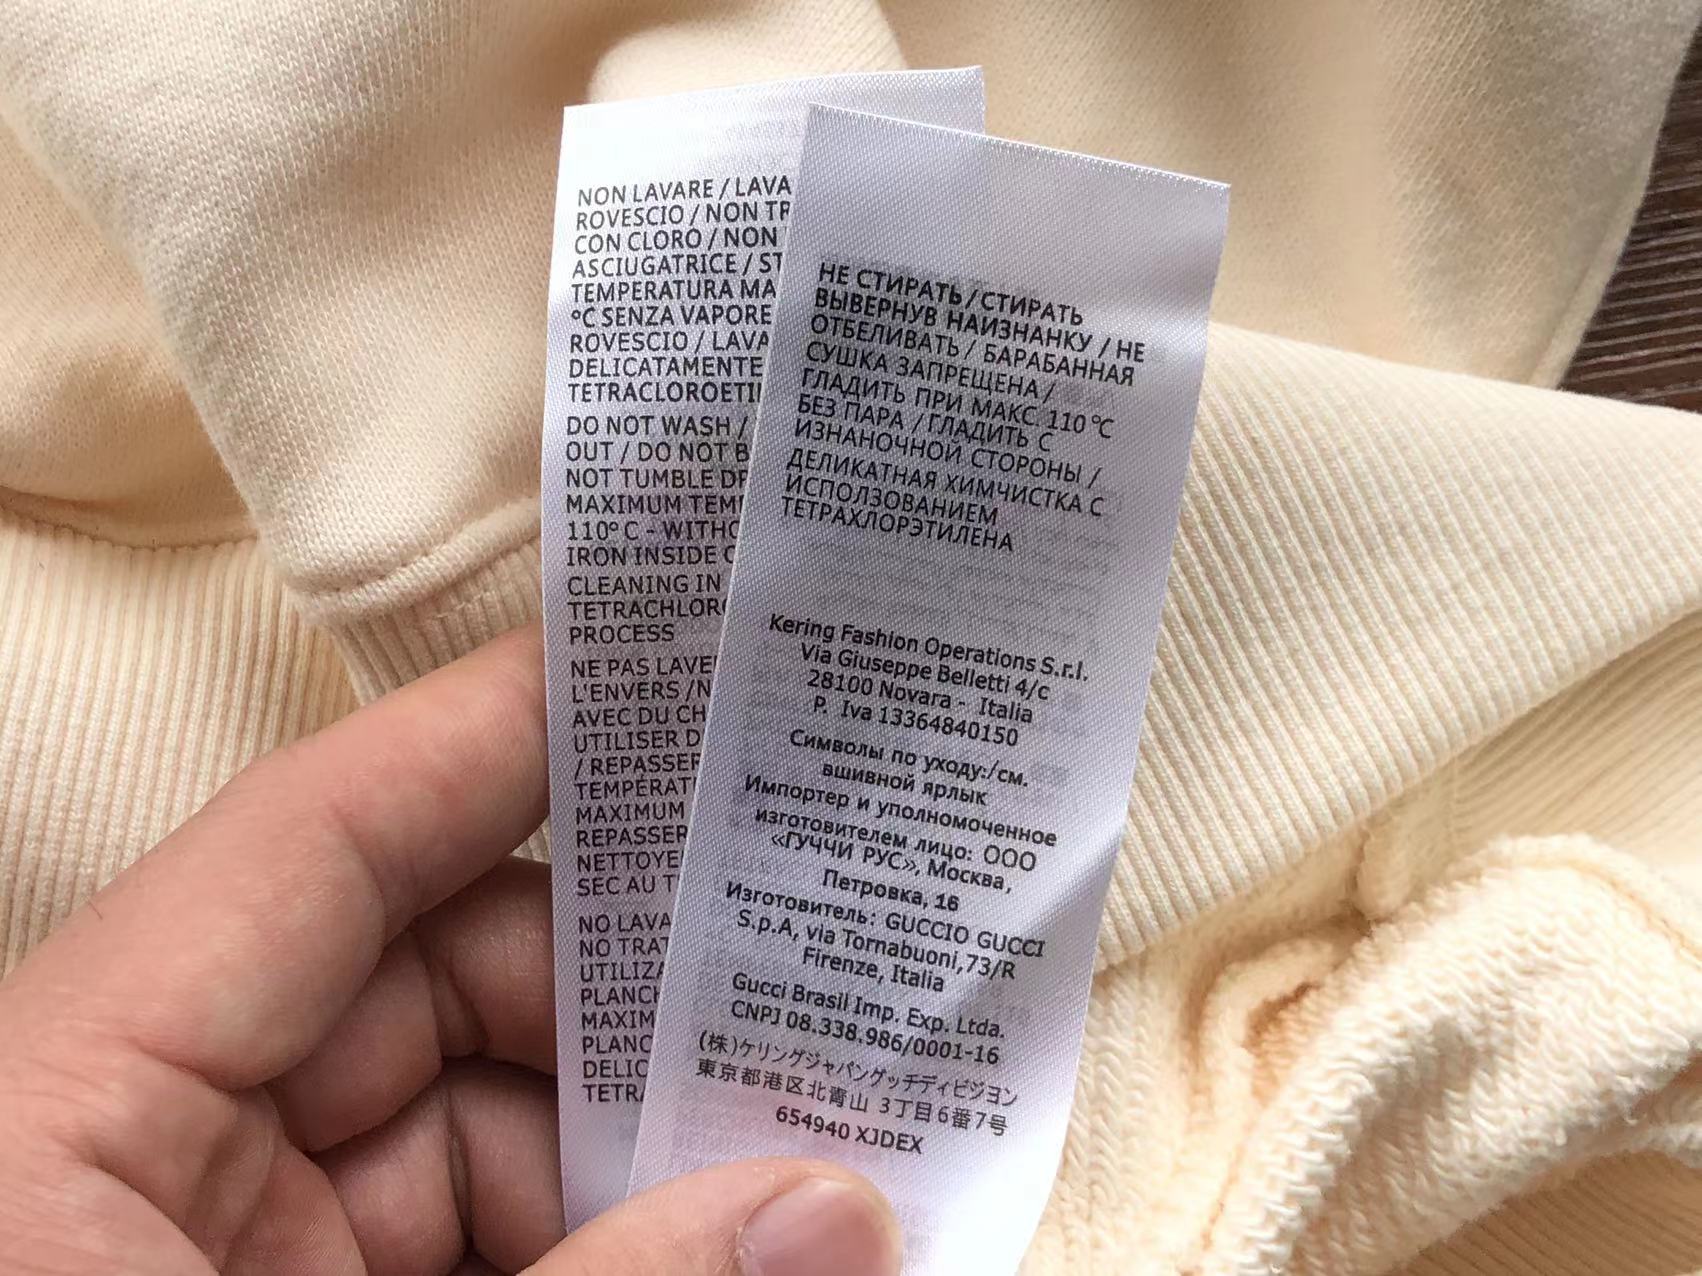 NON LAVARE / LAVA
ROVESCIO / NON TR
CON CLORO / NON
ASCIUGATRICE / ST
TEMPERATURA MA
°C SENZA VAPORE
ROVESCIO / LAVA
DELICATAMENTE
TETRACLOROETI
DO NOT WASH /
OUT / DO NOT B
NOT TUMBLE DR
MAXIMUM TEM
110° C - WITHO
IRON INSIDE O
CLEANING IN
TETRACHLORO
PROCESS
NE PAS LAVE
L'ENVERS / N
AVEC DU CH
UTILISER D
/ REPASSER
TEMPÉRAT
MAXIMUM
REPASSER
NETTOYE
SEC AU T
NO LAVA
NO TRAT
UTILIZA
PLANCH
MAXIM
PLANC
DELIC
TETRA
НЕ СТИРАТЬ / СТИРАТЬ
ВЫВЕРНУВ НАИЗНАНКУ / НЕ
ОТБЕЛИВАТЬ / БАРАБАННАЯ
СУШКА ЗАПРЕЩЕНА /
ГЛАДИТЬ ПРИ МАКС. 110 °C
БЕЗ ПАРА / ГЛАДИТЬ С
ИЗНАНОЧНОЙ СТОРОНЫ /
ДЕЛИКАТНАЯ ХИМЧИСТКА С
ИСПОЛЗОВАНИЕМ
ТЕТРАХЛОРЭТИЛЕНА
Kering Fashion Operations S.r.l.
Via Giuseppe Belletti 4/c
28100 Novara - Italia
P. Iva 13364840150
Символы по уходу:/см.
вшивной ярлык
Импортер и уполномоченное
изготовителем лицо: ООО
«ГУЧЧИ РУС», Москва,
Петровка, 16
Изготовитель: GUCCIO GUCCI
S.p.A, via Tornabuoni,73/R
Firenze, Italia
Gucci Brasil Imp. Exp. Ltda.
CNPJ 08.338.986/0001-16
(株)ケリングジャパングッチディビジヨン
東京都港区北青山 3丁目6番7号
654940 XJDEX